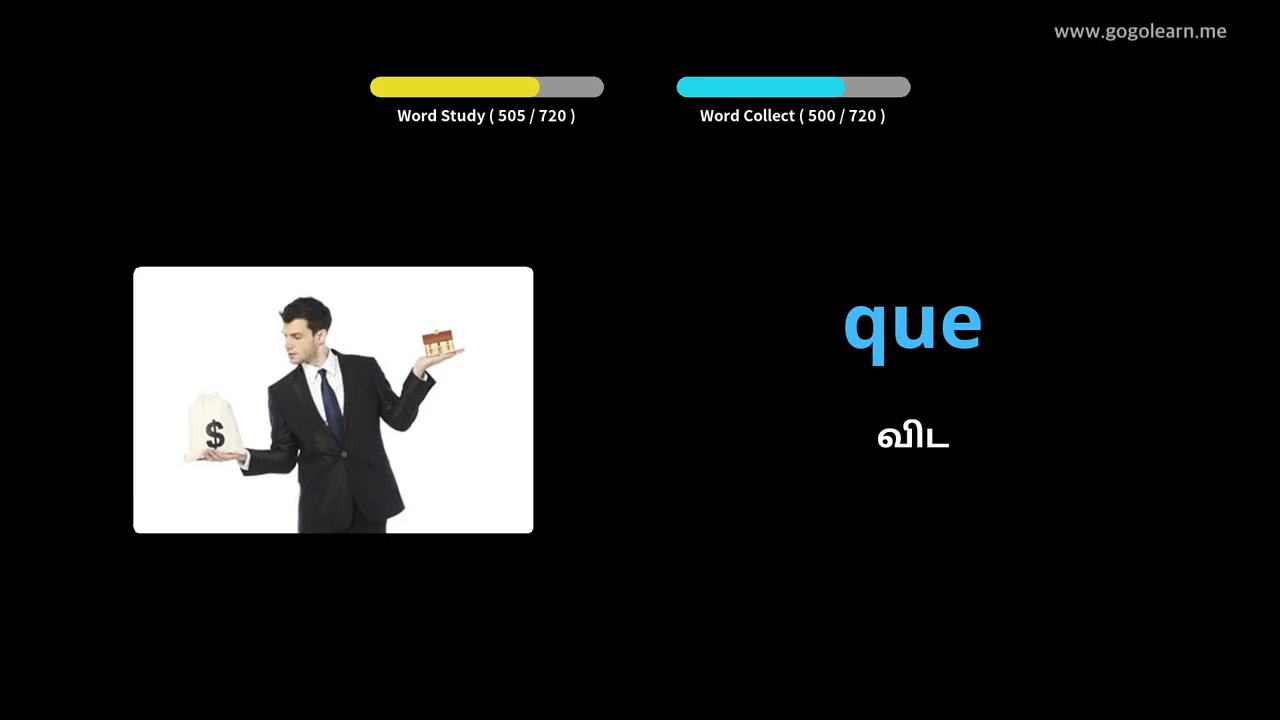 www.gogolearn.me
Word Study ( 505 / 720 )
Word Collect ( 500 / 720 )
$
que
விட